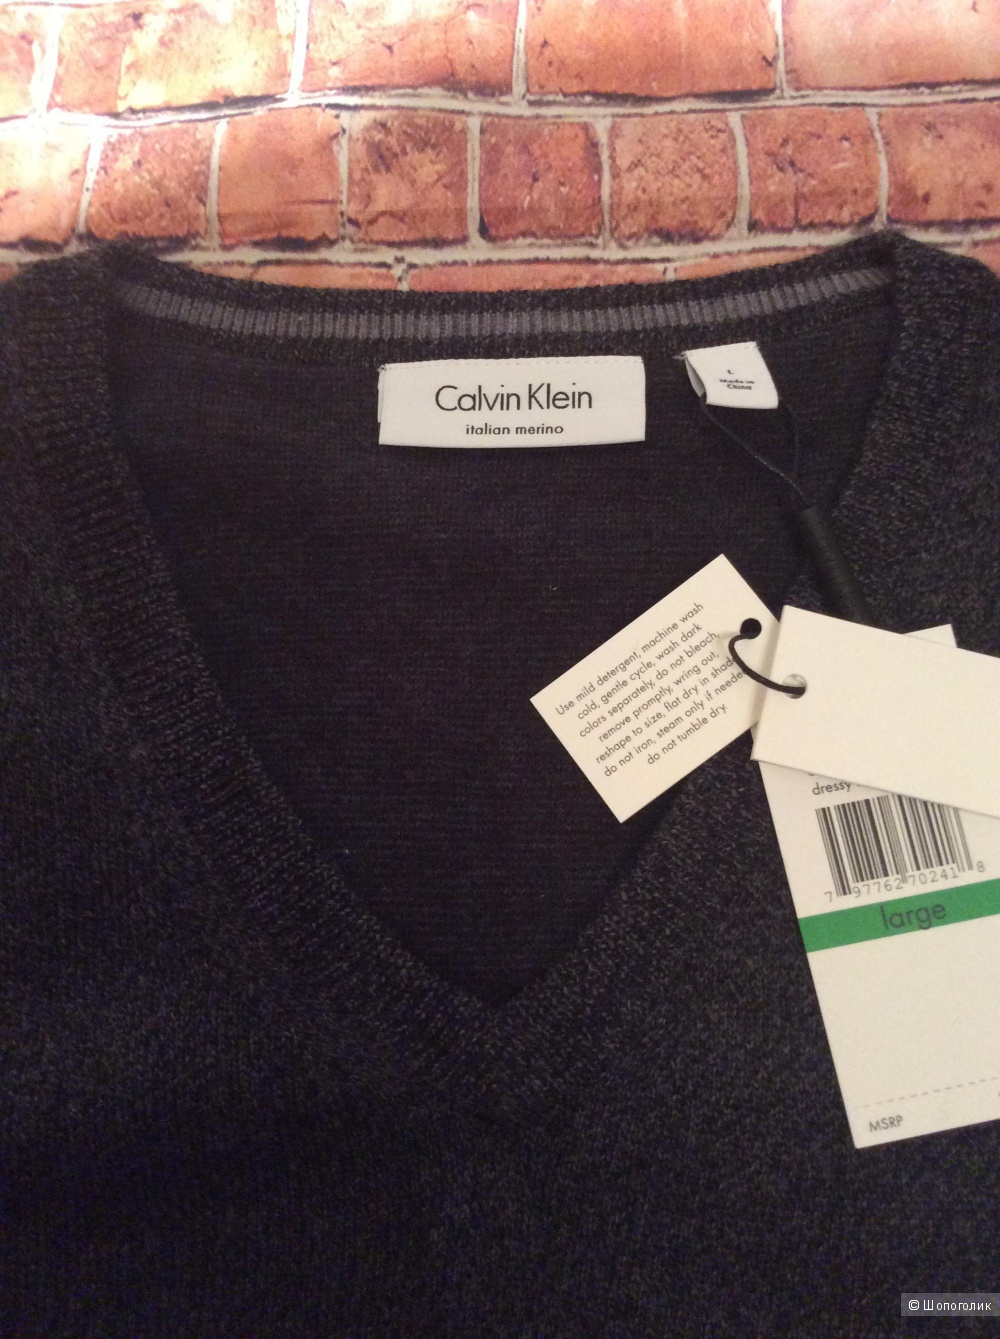 Calvin Klein
italian merino
L
Made in
China
Use mild detergent, machine wash
cold, gentle cycle, wash dark
colors separately, do not bleach,
remove promptly, wring out,
reshape to size, flat dry in shade
do not iron, steam only if needed
do not tumble dry.
dressy
7 97762 70241 8
large
MSRP
© Шопоголик